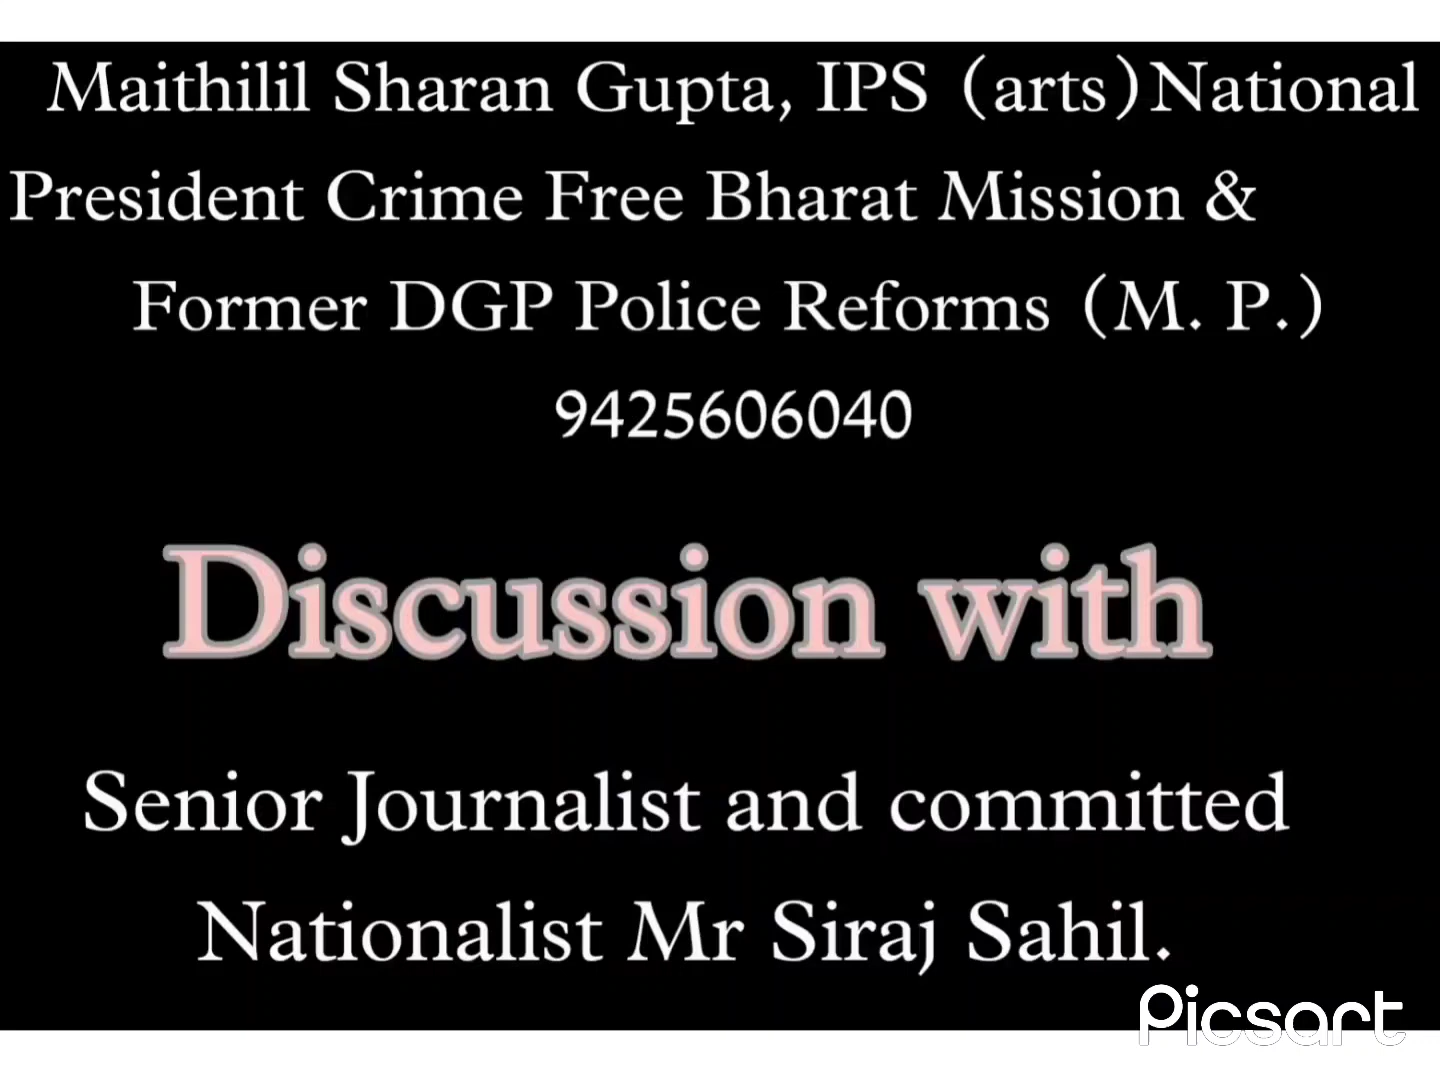 Maithilil Sharan Gupta, IPS (arts)National
President Crime Free Bharat Mission &
Former DGP Police Reforms (M. P.)
9425606040
Discussion with
Senior Journalist and committed
Nationalist Mr Siraj Sahil.
Picsart